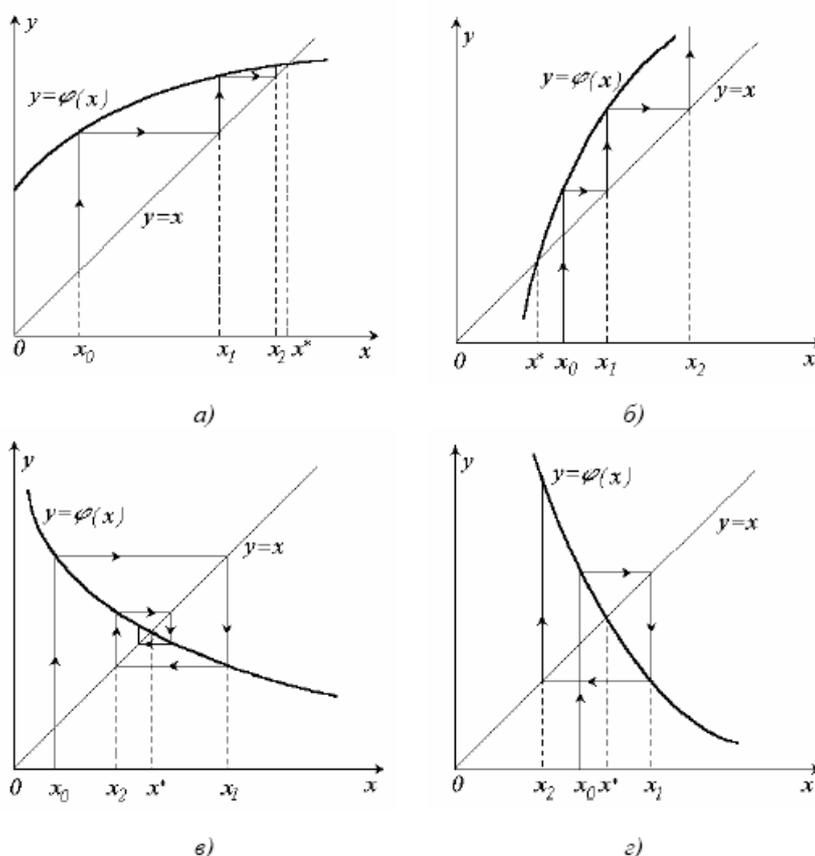 y
y=φ(x)
y=x
0
x₀
x₁
x₂
x*
x
а)
y
y=φ(x)
y=x
0
x*
x₀
x₁
x₂
x
б)
y
y=φ(x)
y=x
0
x₀
x₂
x*
x₁
x
в)
y
y=φ(x)
y=x
0
x₂
x₀
x*
x₁
x
г)